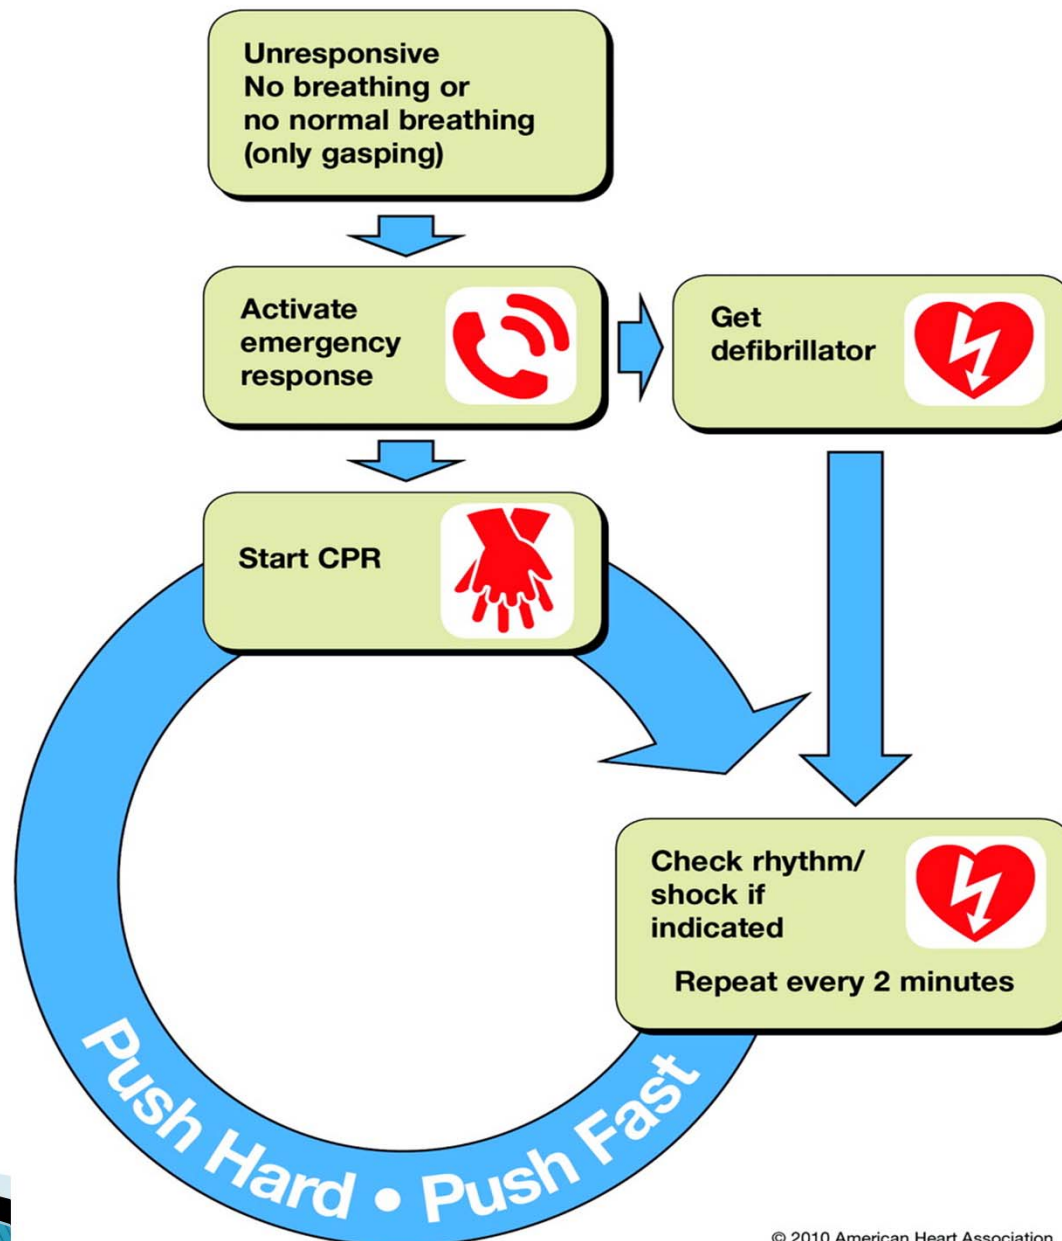 Unresponsive
No breathing or
no normal breathing
(only gasping)
Activate
emergency
response
Get
defibrillator
Start CPR
Check rhythm/
shock if
indicated
Repeat every 2 minutes
Push Hard • Push Fast
© 2010 American Heart Association